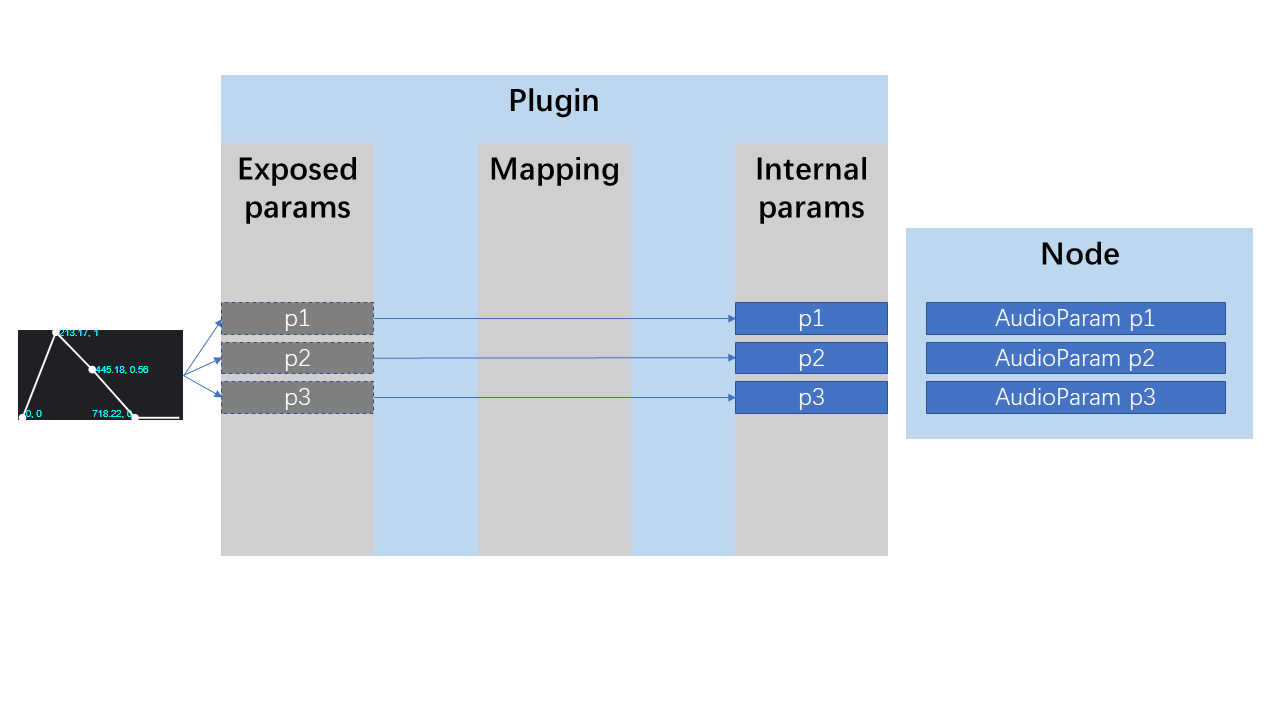 Plugin
Exposed
params
Mapping
Internal
params
Node
p1
p1
AudioParam p1
p2
p2
AudioParam p2
p3
p3
AudioParam p3
213.17, 1
445.18, 0.56
0, 0
718.22, 0